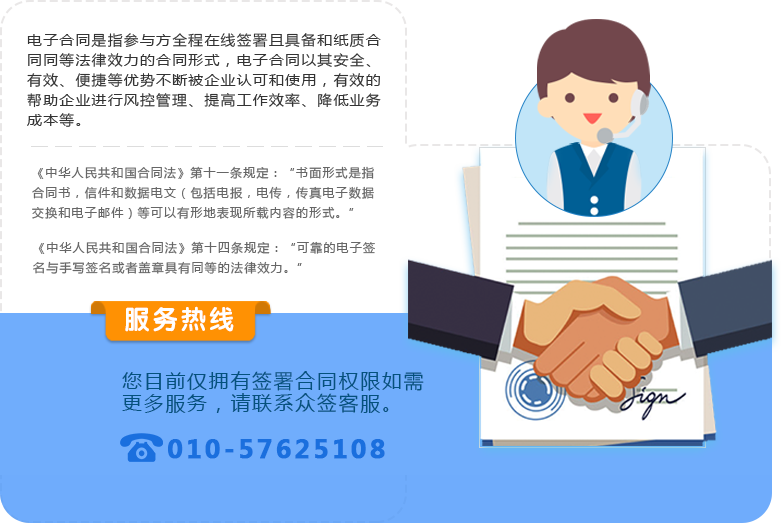 电子合同是指参与方全程在线签署且具备和纸质合
同同等法律效力的合同形式，电子合同以其安全、
有效、便捷等优势不断被企业认可和使用，有效的
帮助企业进行风控管理、提高工作效率、降低业务
成本等。
《中华人民共和国合同法》第十一条规定：“书面形式是指
合同书，信件和数据电文（包括电报，电传，传真电子数据
交换和电子邮件）等可以有形地表现所载内容的形式。”
《中华人民共和国合同法》第十四条规定：“可靠的电子签
名与手写签名或者盖章具有同等的法律效力。”
服务热线
您目前仅拥有签署合同权限如需
更多服务，请联系众签客服。
010-57625108
Sign